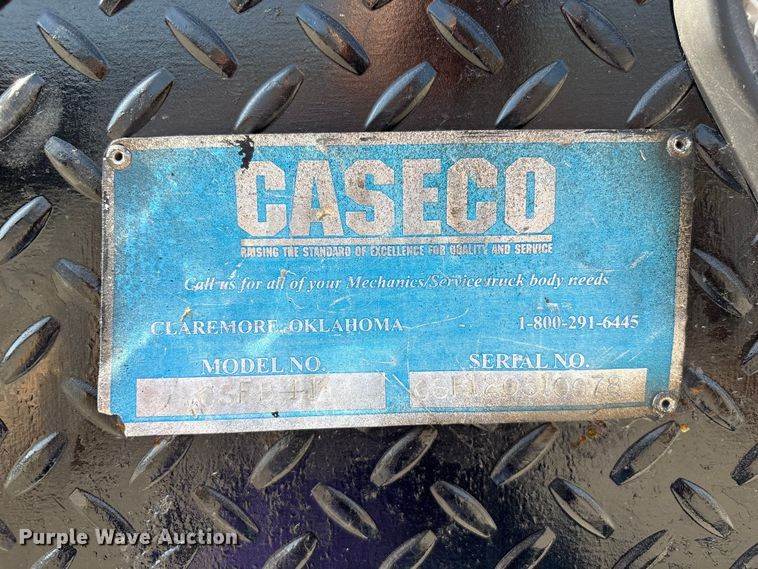 CASECO
RAISING THE STANDARD OF EXCELLENCE FOR QUALITY AND SERVICE
Call us for all of your Mechanics/Service truck body needs
CLAREMORE, OKLAHOMA - 1-800-291-6445
MODEL NO. SERIAL NO.
Purple Wave Auction